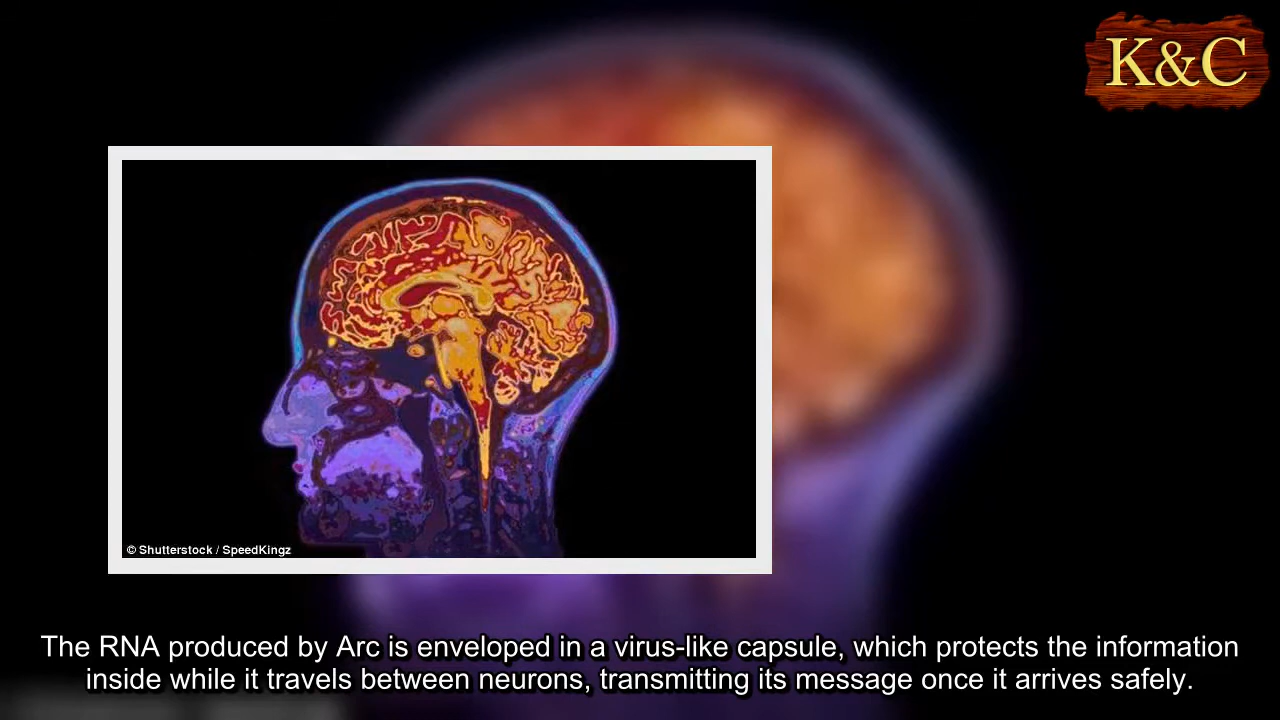 K&C
© Shutterstock / SpeedKingz
The RNA produced by Arc is enveloped in a virus-like capsule, which protects the information
inside while it travels between neurons, transmitting its message once it arrives safely.